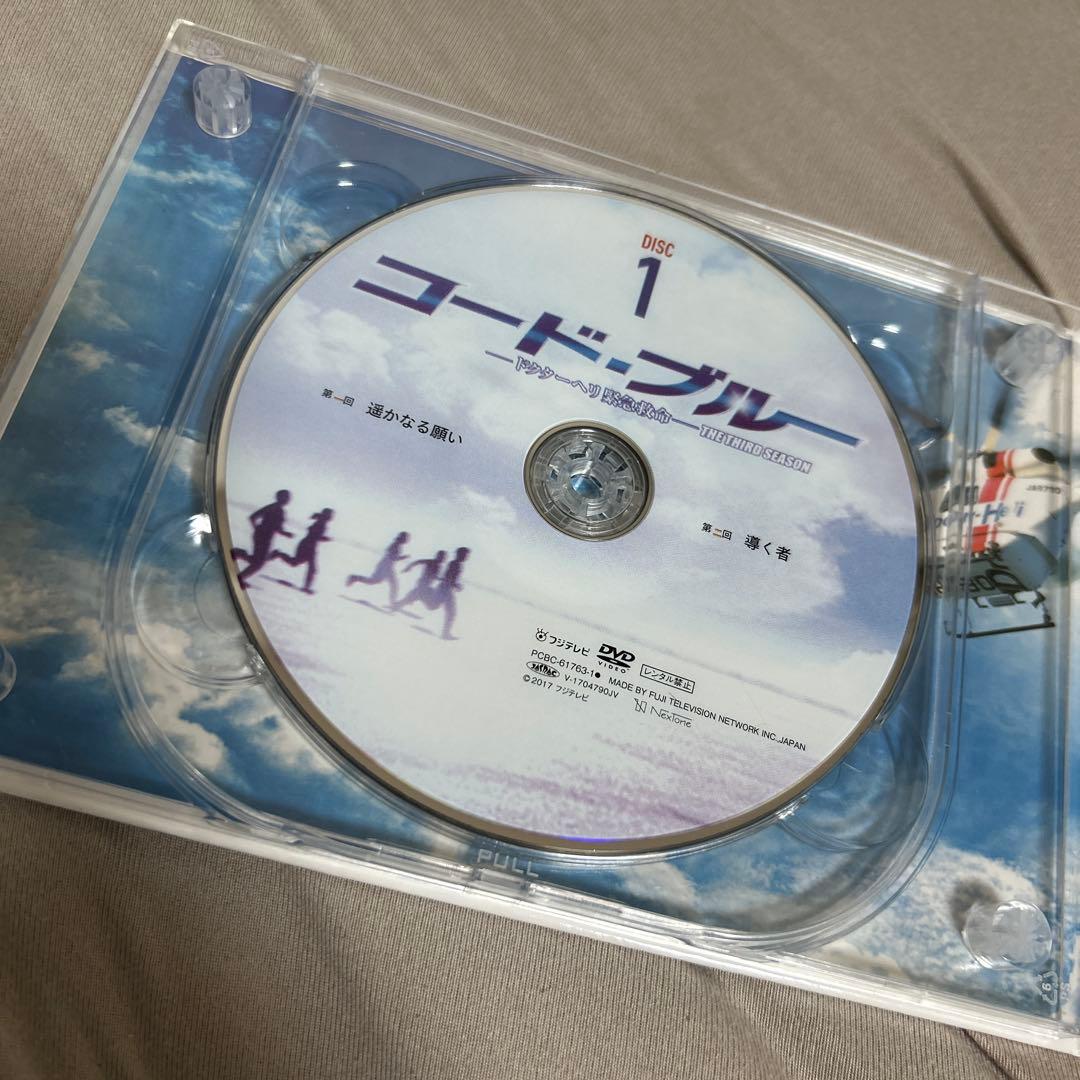 DISC
1
コード・ブルー
―ドクターヘリ緊急救命― THE THIRD SEASON
第一回 遥かなる願い
第二回 導く者
フジテレビ DVD VIDEO レンタル禁止
PCBC-61763-1● MADE BY FUJI TELEVISION NETWORK INC.,JAPAN
V-1704790JV
©2017 フジテレビ NexTone
PULL